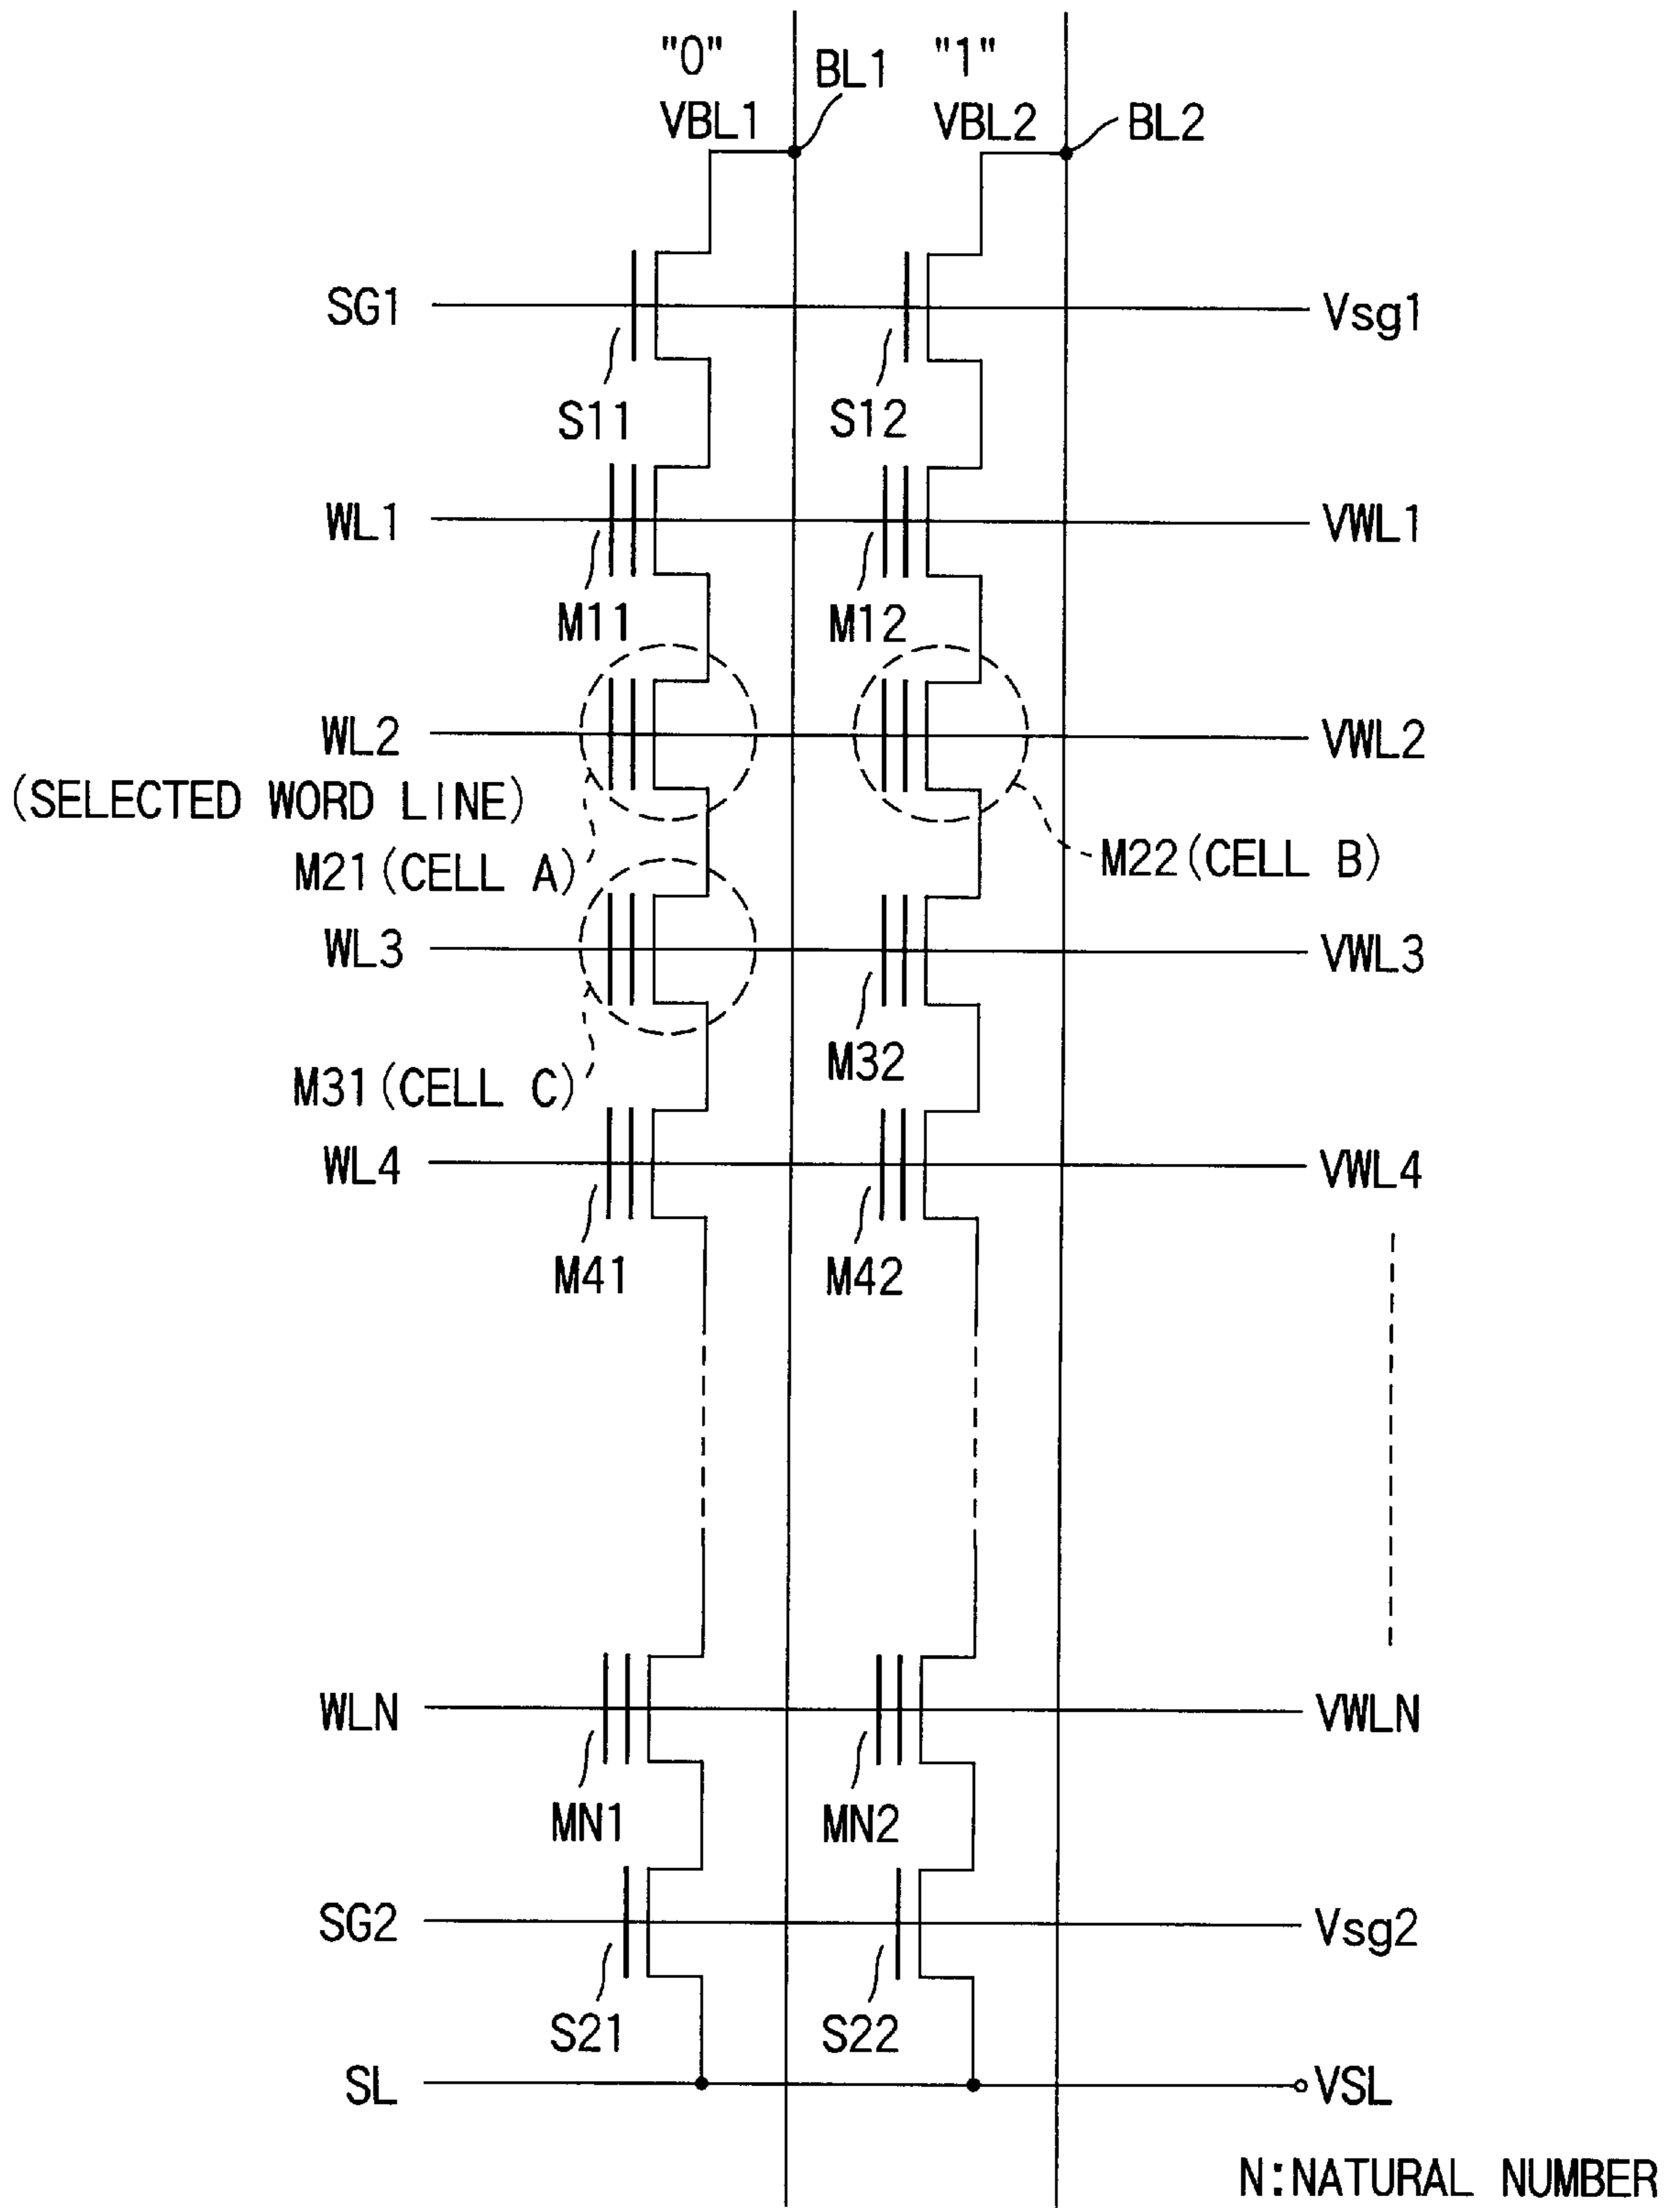 "0"
BL1
"1"
VBL1
VBL2
BL2
SG1
Vsg1
S11
S12
WL1
VWL1
M11
M12
WL2
VWL2
(SELECTED WORD LINE)
M21(CELL A)
M22(CELL B)
WL3
VWL3
M32
M31(CELL C)
WL4
VWL4
M41
M42
WLN
VWLN
MN1
MN2
SG2
Vsg2
S21
S22
SL
VSL
N:NATURAL NUMBER